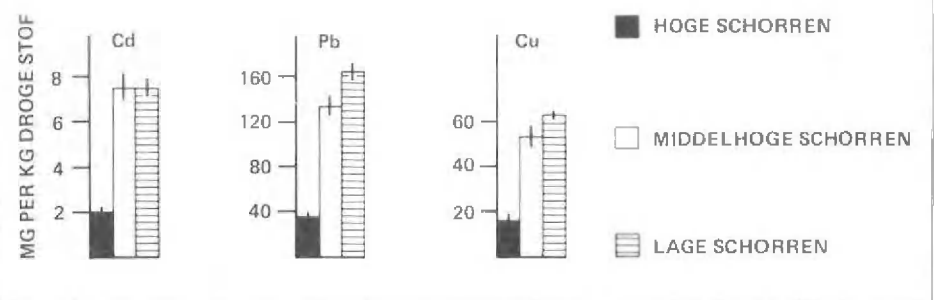 MG PER KG DROGE STOF
Cd
8
6
4
2
Pb
160
120
80
40
Cu
60
40
20
HOGE SCHORREN
MIDDELHOGE SCHORREN
LAGE SCHORREN